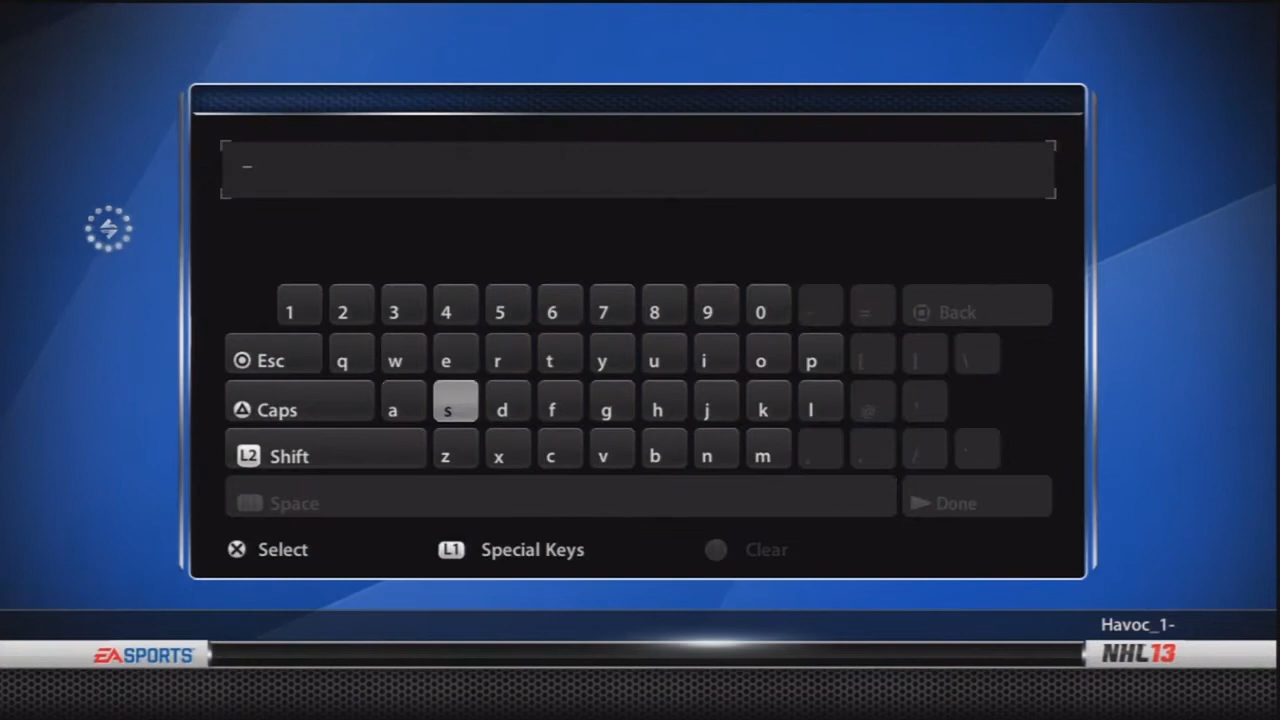 _
1 2 3 4 5 6 7 8 9 0 - = Back
Esc q w e r t y u i o p [ ] \
Caps a s d f g h j k l @ '
L2 Shift z x c v b n m , . / `
Space Done
Select L1 Special Keys Clear
Havoc_1-
EA SPORTS NHL 13